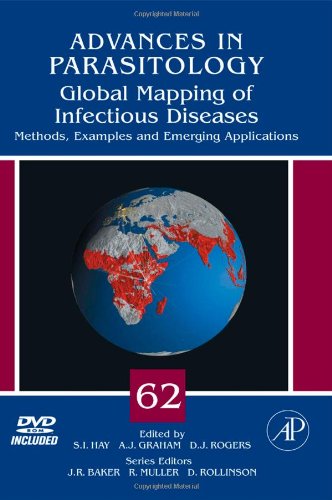 ADVANCES IN
PARASITOLOGY
Global Mapping of
Infectious Diseases
Methods, Examples and Emerging Applications
62
DVD
ROM
INCLUDED
Edited by
S.I. HAY A.J. GRAHAM D.J. ROGERS
Series Editors
J.R. BAKER R. MULLER D. ROLLINSON
AP